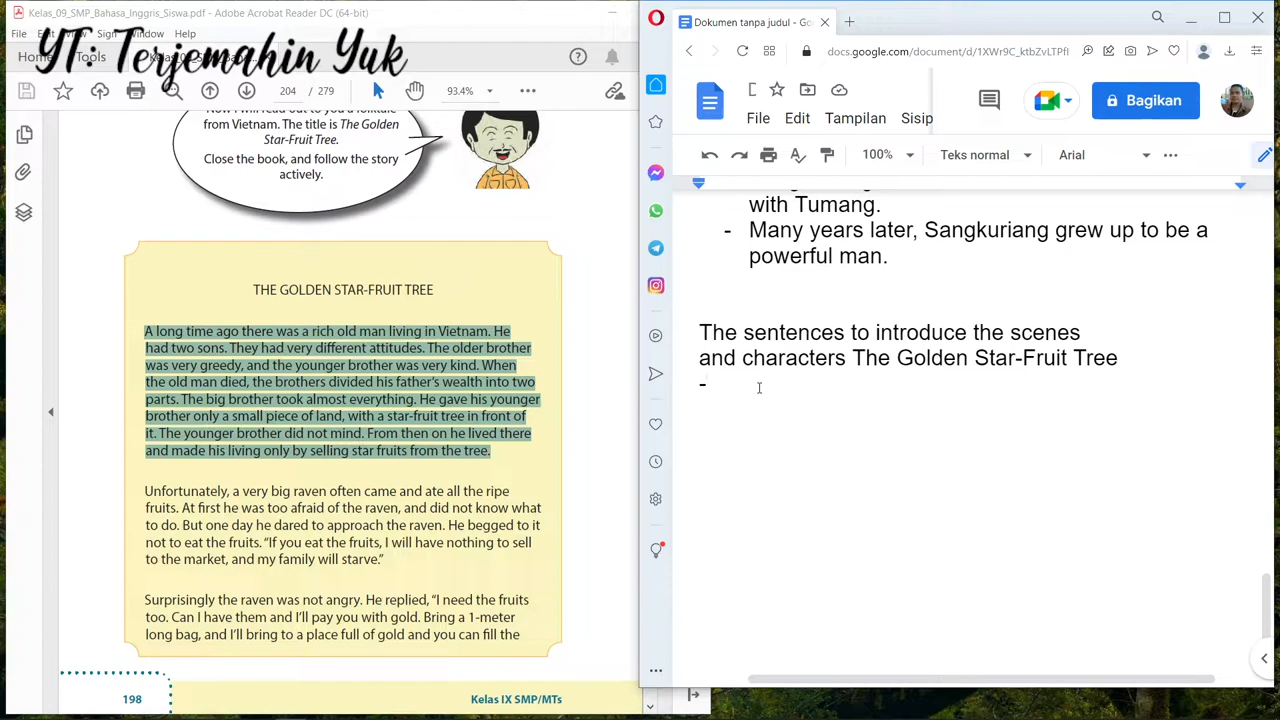 Kelas_09_SMP_Bahasa_Inggris_Siswa.pdf - Adobe Acrobat Reader DC (64-bit)
File Edit View Sign Window Help
YT: Terjemahin Yuk
Home Tools
204 / 279
93.4%
from Vietnam. The title is The Golden
Star-Fruit Tree.
Close the book, and follow the story
actively.
THE GOLDEN STAR-FRUIT TREE
A long time ago there was a rich old man living in Vietnam. He
had two sons. They had very different attitudes. The older brother
was very greedy, and the younger brother was very kind. When
the old man died, the brothers divided his father's wealth into two
parts. The big brother took almost everything. He gave his younger
brother only a small piece of land, with a star-fruit tree in front of
it. The younger brother did not mind. From then on he lived there
and made his living only by selling star fruits from the tree.
Unfortunately, a very big raven often came and ate all the ripe
fruits. At first he was too afraid of the raven, and did not know what
to do. But one day he dared to approach the raven. He begged to it
not to eat the fruits. "If you eat the fruits, I will have nothing to sell
to the market, and my family will starve."
Surprisingly the raven was not angry. He replied, "I need the fruits
too. Can I have them and I'll pay you with gold. Bring a 1-meter
long bag, and I'll bring to a place full of gold and you can fill the
198
Kelas IX SMP/MTs
Dokumen tanpa judul - Go
docs.google.com/document/d/1XWr9C_ktbZvLTPfI
File Edit Tampilan Sisip
Bagikan
100% Teks normal Arial
with Tumang.
- Many years later, Sangkuriang grew up to be a
powerful man.
The sentences to introduce the scenes
and characters The Golden Star-Fruit Tree
-